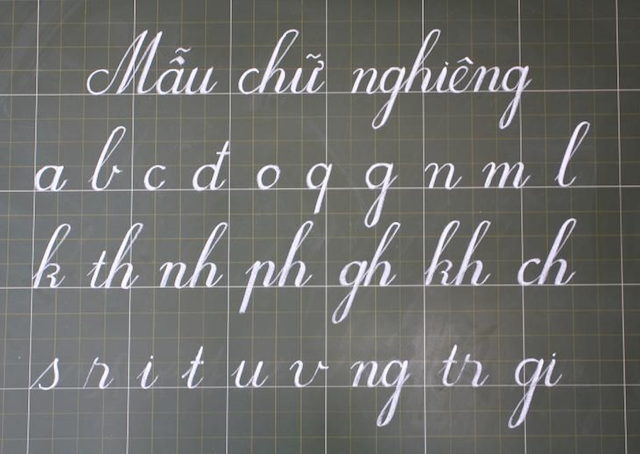 Mẫu chữ nghiêng
a b c đ o q g n m l
k th nh ph gh kh ch
s r i t u v ng tr gi